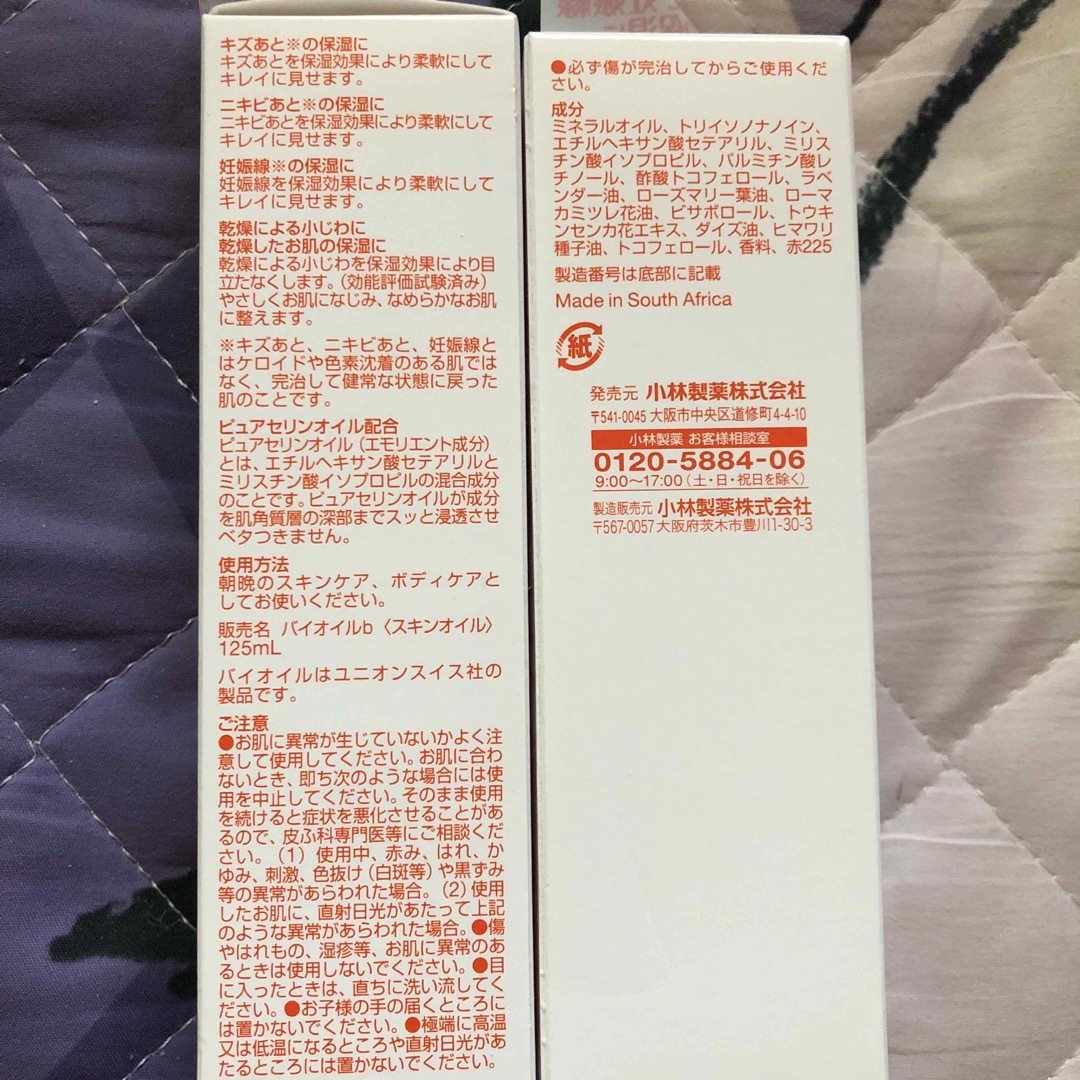 キズあと※の保湿に
キズあとを保湿効果により柔軟にして
キレイに見せます。
ニキビあと※の保湿に
ニキビあとを保湿効果により柔軟にして
キレイに見せます。
妊娠線※の保湿に
妊娠線を保湿効果により柔軟にして
キレイに見せます。
乾燥による小じわに
乾燥したお肌の保湿に
乾燥による小じわを保湿効果により目
立たなくします。（効能評価試験済み）
やさしくお肌になじみ、なめらかなお肌
に整えます。
※キズあと、ニキビあと、妊娠線と
はケロイドや色素沈着のある肌では
なく、完治して健常な状態に戻った
肌のことです。
ピュアセリンオイル配合
ピュアセリンオイル（エモリエント成分）
とは、エチルヘキサン酸セテアリルと
ミリスチン酸イソプロピルの混合成分
のことです。ピュアセリンオイルが成分
を肌角質層の深部までスッと浸透させ
ベタつきません。
使用方法
朝晩のスキンケア、ボディケアと
してお使いください。
販売名 バイオイルb〈スキンオイル〉
125mL
バイオイルはユニオンスイス社の
製品です。
ご注意
●お肌に異常が生じていないかよく注
意して使用してください。お肌に合わ
ないとき、即ち次のような場合には使
用を中止してください。そのまま使用
を続けると症状を悪化させることがあ
るので、皮ふ科専門医等にご相談くだ
さい。（1）使用中、赤み、はれ、か
ゆみ、刺激、色抜け（白斑等）や黒ずみ
等の異常があらわれた場合。（2）使用
したお肌に、直射日光があたって上記
のような異常があらわれた場合。●傷
やはれもの、湿疹等、お肌に異常のあ
るときは使用しないでください。●目
に入ったときは、直ちに洗い流してく
ださい。●お子様の手の届くところに
は置かないでください。●極端に高温
又は低温になるところや直射日光があ
たるところには置かないでください。
●必ず傷が完治してからご使用くだ
さい。
成分
ミネラルオイル、トリイソノナノイン、
エチルヘキサン酸セテアリル、ミリス
チン酸イソプロピル、パルミチン酸レ
チノール、酢酸トコフェロール、ラベ
ンダー油、ローズマリー葉油、ローマ
カミツレ花油、ビサボロール、トウキ
ンセンカ花エキス、ダイズ油、ヒマワリ
種子油、トコフェロール、香料、赤225
製造番号は底部に記載
Made in South Africa
紙
発売元 小林製薬株式会社
〒541-0045 大阪市中央区道修町4-4-10
小林製薬 お客様相談室
0120-5884-06
9:00〜17:00（土・日・祝日を除く）
製造販売元 小林製薬株式会社
〒567-0057 大阪府茨木市豊川1-30-3